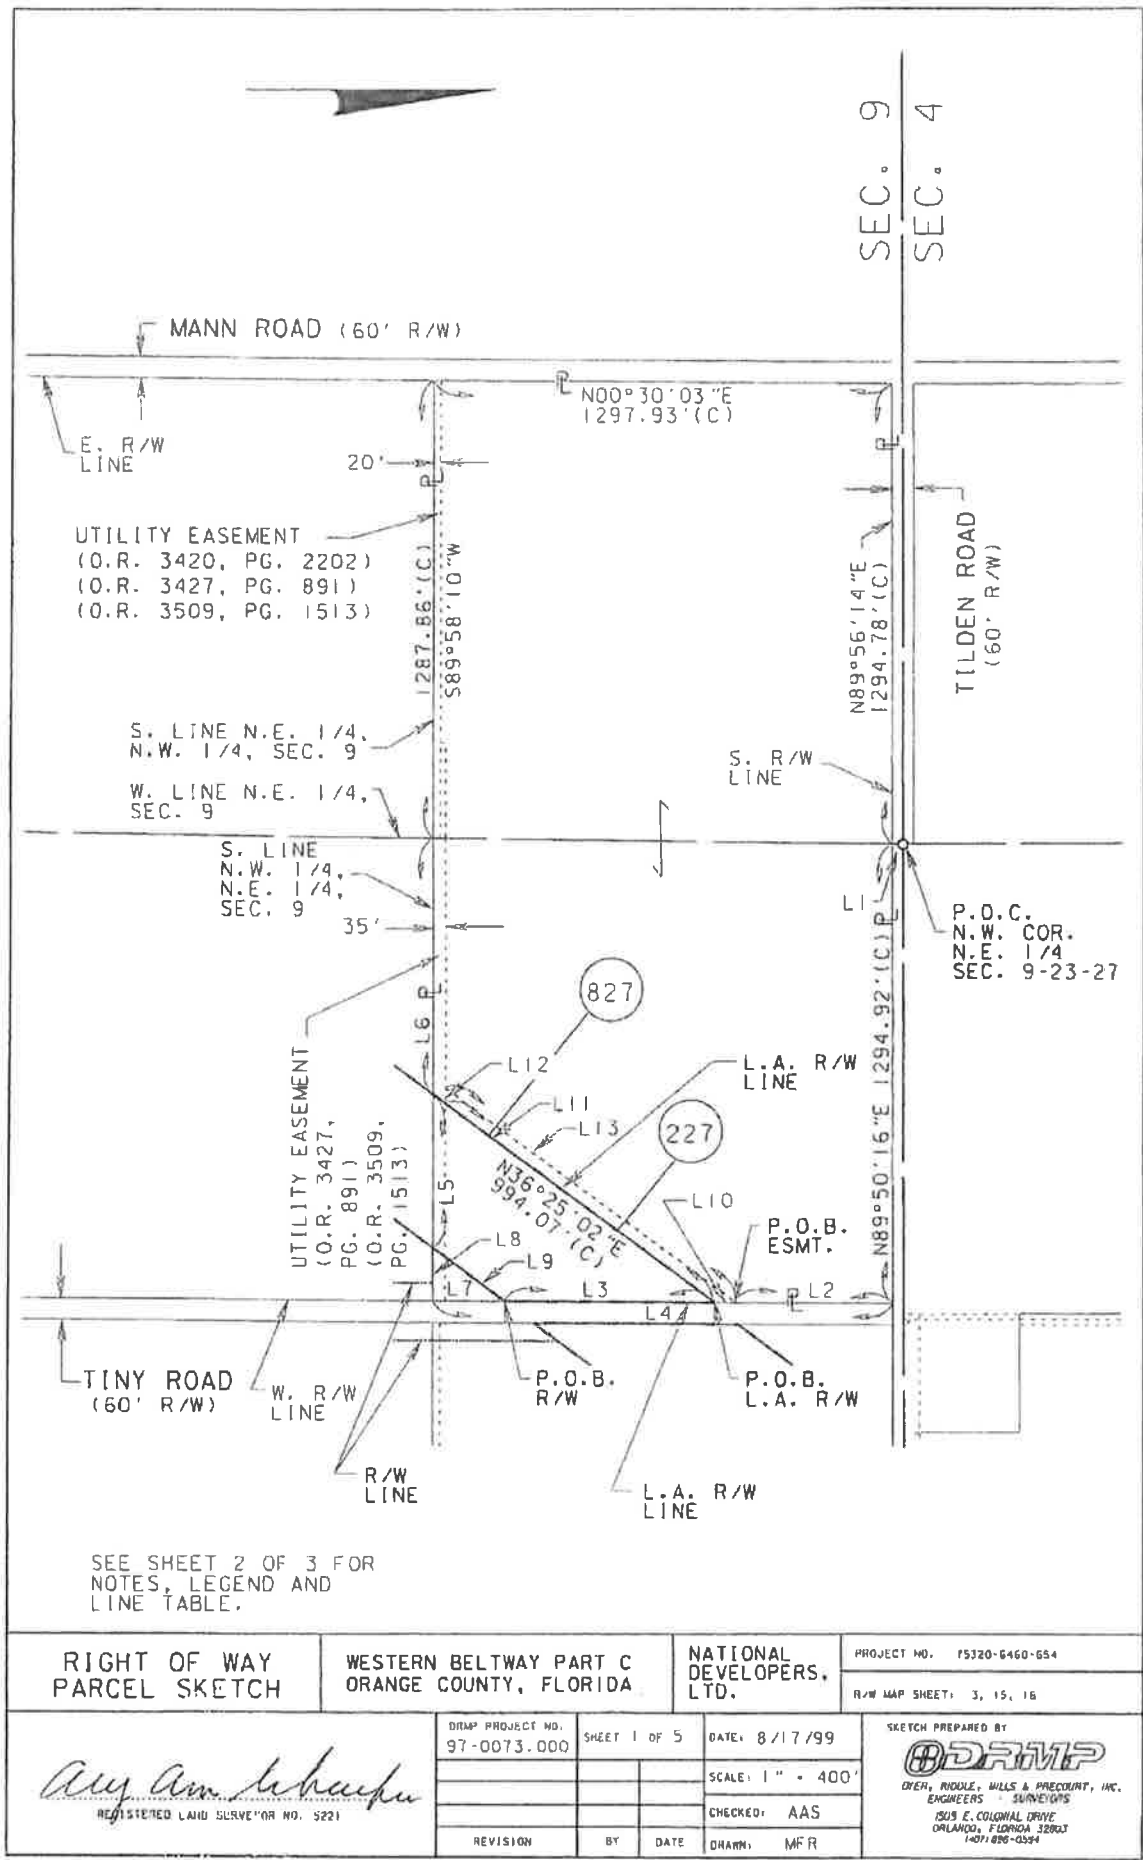 SEC. 9
SEC. 4
MANN ROAD (60' R/W)
N00°30'03"E
1297.93'(C)
E. R/W
LINE
20'
UTILITY EASEMENT
(O.R. 3420, PG. 2202)
(O.R. 3427, PG. 891)
(O.R. 3509, PG. 1513)
1287.86'(C)
S89°58'10"W
N89°56'14"E
1294.78'(C)
TILDEN ROAD
(60' R/W)
S. LINE N.E. 1/4,
N.W. 1/4, SEC. 9
S. R/W
LINE
W. LINE N.E. 1/4,
SEC. 9
S. LINE
N.W. 1/4,
N.E. 1/4,
SEC. 9
35'
L1
P.O.C.
N.W. COR.
N.E. 1/4
SEC. 9-23-27
827
L6
N89°50'16"E 1294.92'(C)
L12
L.A. R/W
LINE
L11
L13
227
UTILITY EASEMENT
(O.R. 3427,
PG. 891)
(O.R. 3509,
PG. 1513)
L5
N36°25'02"E
994.07'(C)
L10
P.O.B.
ESMT.
L8
L9
L7
L3
L2
L4
TINY ROAD
(60' R/W)
W. R/W
LINE
P.O.B.
R/W
P.O.B.
L.A. R/W
R/W
LINE
L.A. R/W
LINE
SEE SHEET 2 OF 3 FOR
NOTES, LEGEND AND
LINE TABLE.
RIGHT OF WAY
PARCEL SKETCH
WESTERN BELTWAY PART C
ORANGE COUNTY, FLORIDA
NATIONAL
DEVELOPERS,
LTD.
PROJECT NO. 75320-6460-654
R/W MAP SHEET: 3, 15, 16
REGISTERED LAND SURVEYOR NO. 5221
DRMP PROJECT NO.
97-0073.000
SHEET 1 OF 5
DATE: 8/17/99
SCALE: 1" = 400'
CHECKED: AAS
REVISION
BY
DATE
DRAWN: MFR
SKETCH PREPARED BY
DRMP
DYER, RIDDLE, MILLS & PRECOURT, INC.
ENGINEERS - SURVEYORS
1505 E. COLONIAL DRIVE
ORLANDO, FLORIDA 32803
(407) 896-0594